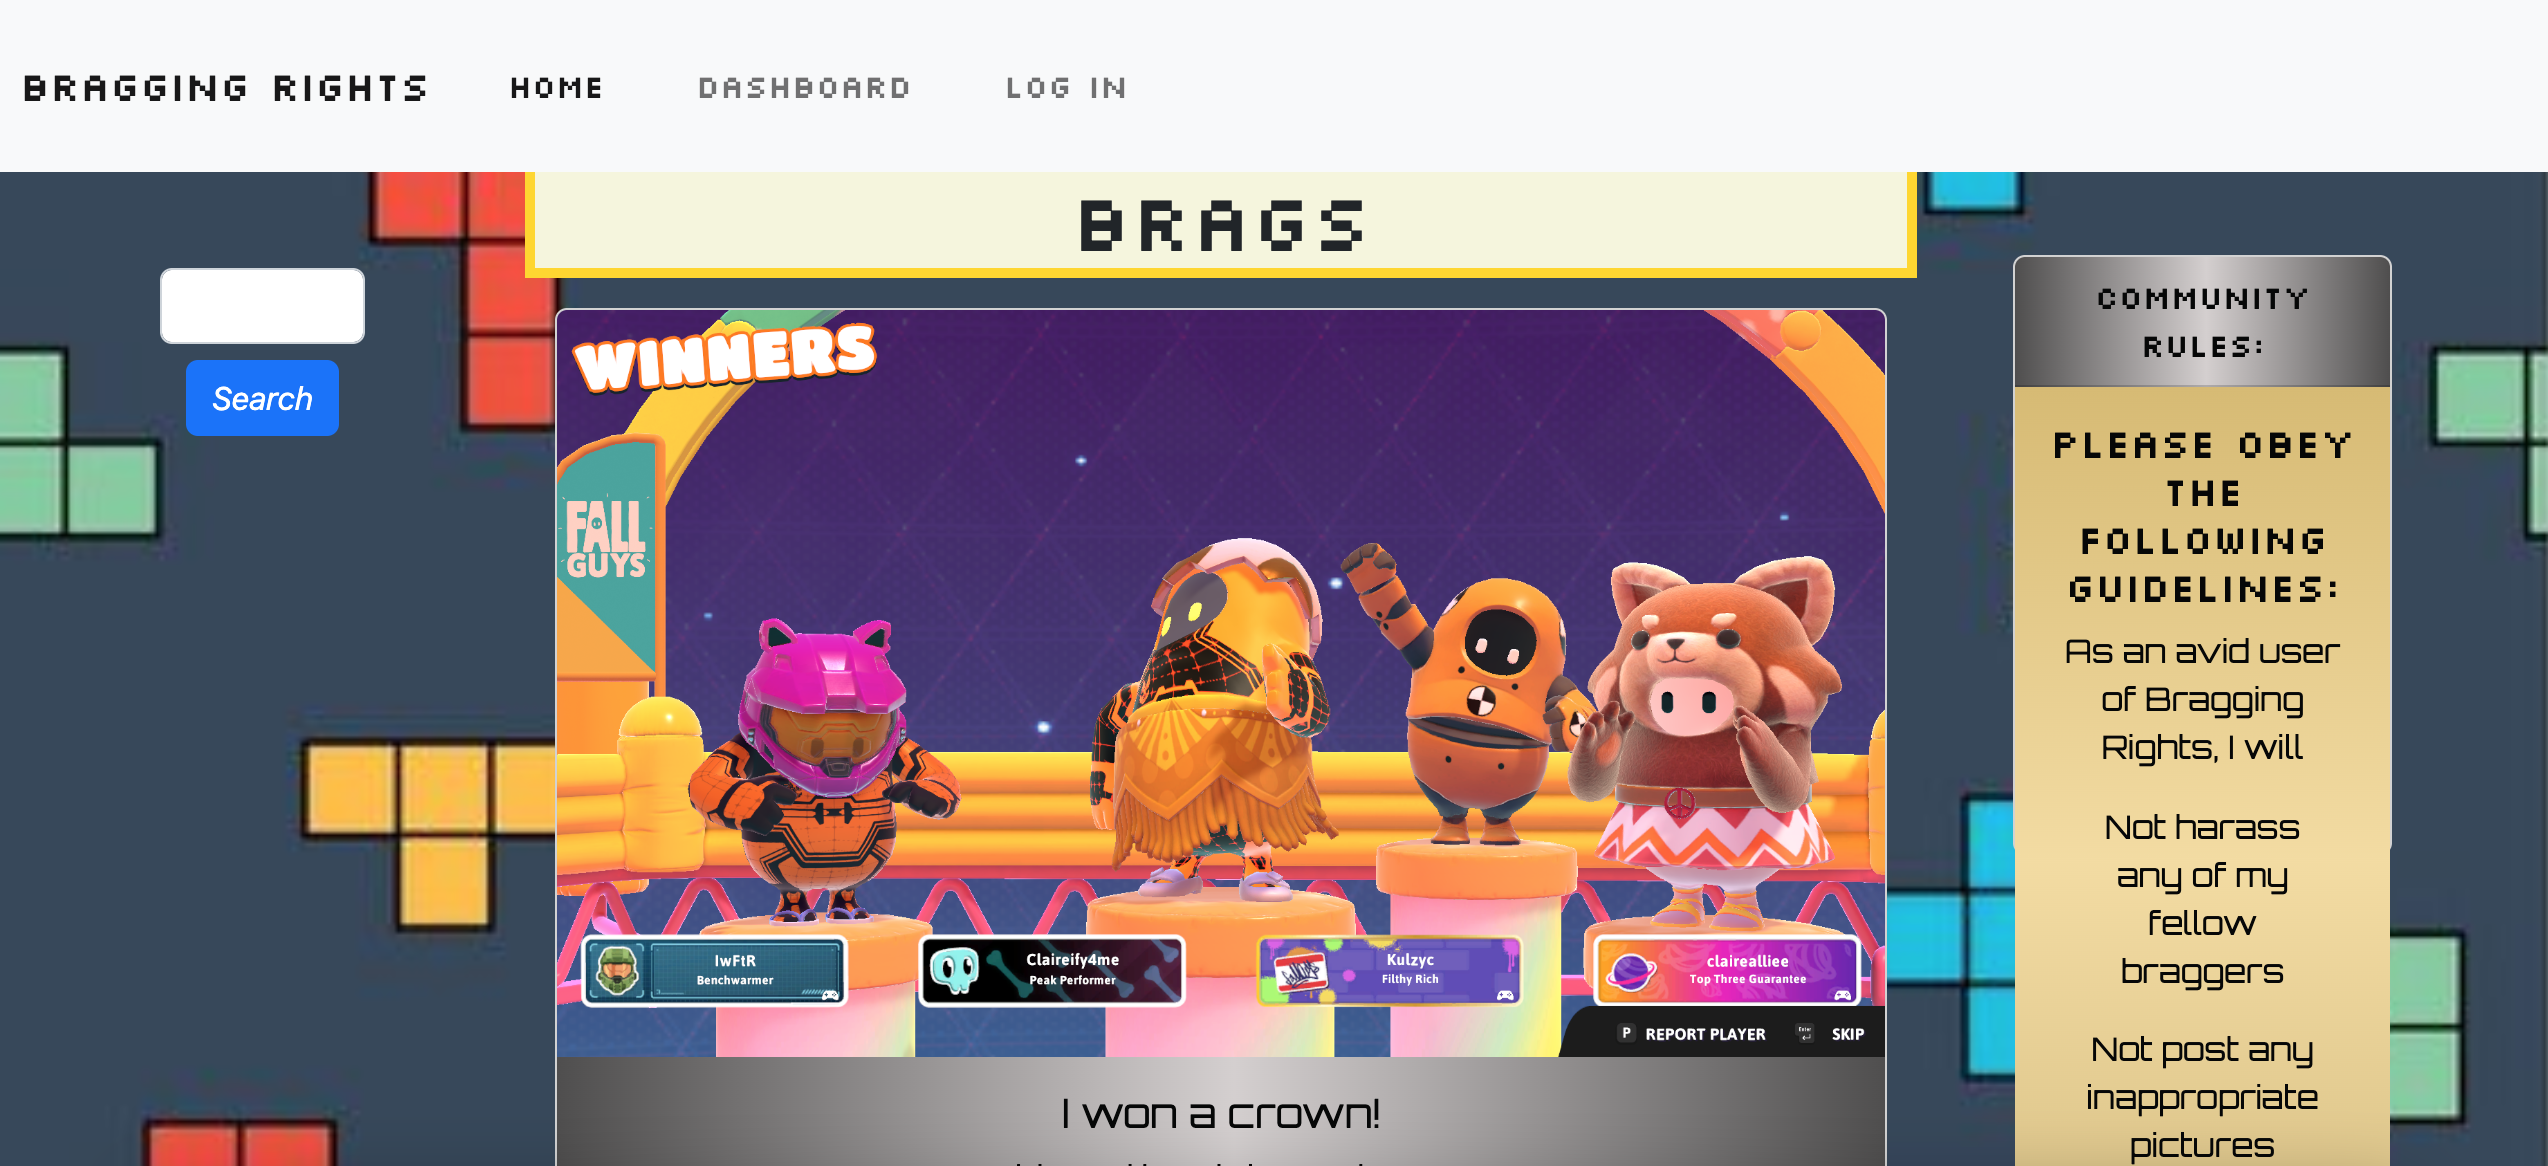 BRAGGING RIGHTS
HOME
DASHBOARD
LOG IN
BRAGS
Search
WINNERS
FALL
GUYS
IwFtR
Benchwarmer
Claireify4me
Peak Performer
Kulzyc
Filthy Rich
clairealliee
Top Three Guarantee
P REPORT PLAYER
Enter SKIP
I won a crown!
COMMUNITY
RULES:
PLEASE OBEY
THE
FOLLOWING
GUIDELINES:
As an avid user
of Bragging
Rights, I will
Not harass
any of my
fellow
braggers
Not post any
inappropriate
pictures